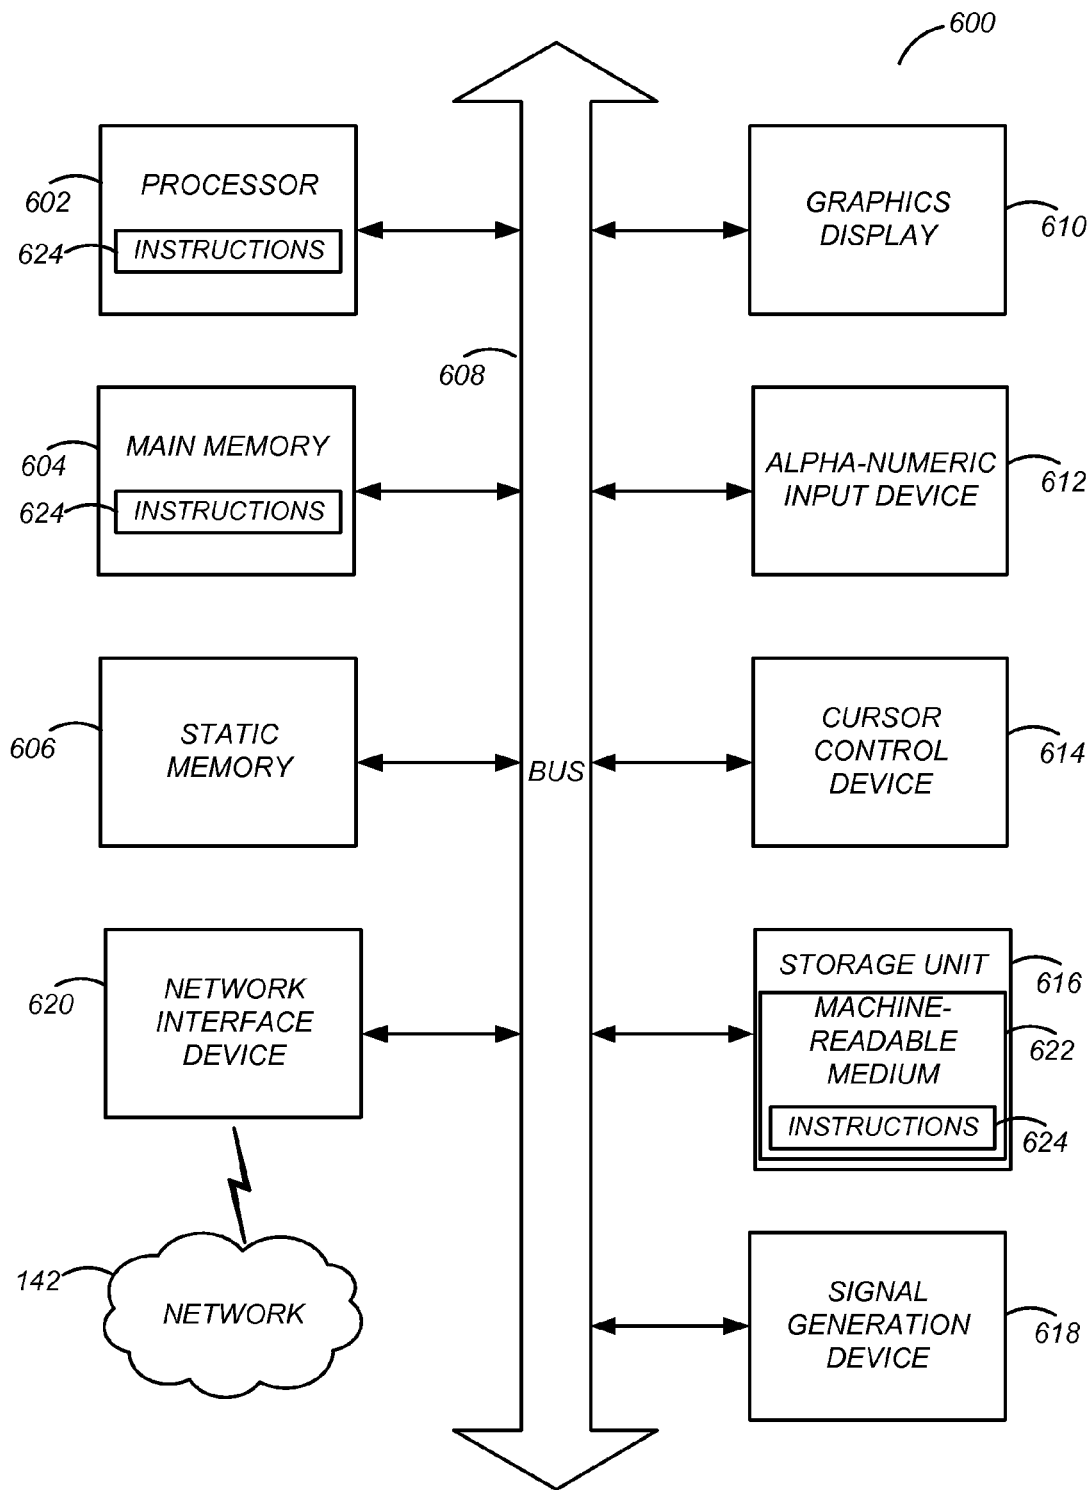 600
PROCESSOR
602
624
INSTRUCTIONS
GRAPHICS
DISPLAY
610
608
MAIN MEMORY
604
624
INSTRUCTIONS
ALPHA-NUMERIC
INPUT DEVICE
612
STATIC
MEMORY
606
BUS
CURSOR
CONTROL
DEVICE
614
NETWORK
INTERFACE
DEVICE
620
STORAGE UNIT
616
MACHINE-
READABLE
MEDIUM
622
INSTRUCTIONS
624
142
NETWORK
SIGNAL
GENERATION
DEVICE
618